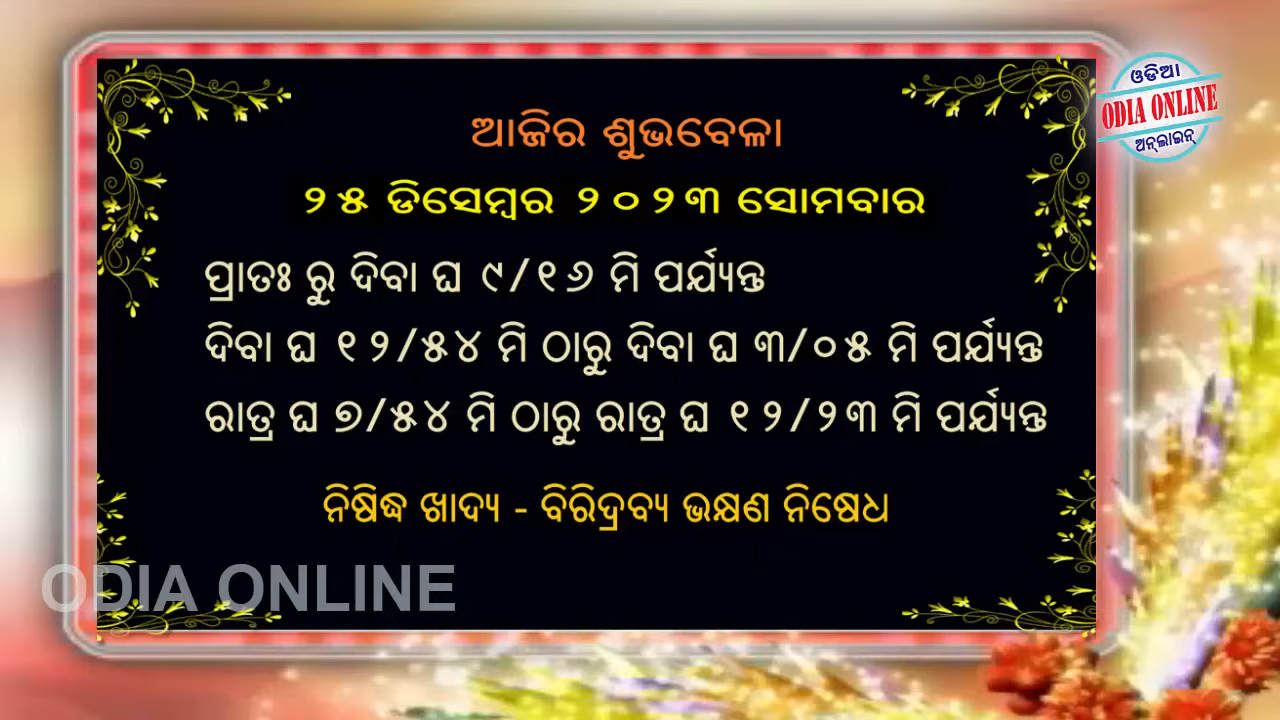 ଓଡିଆ
ODIA ONLINE
ଅନ୍‌ଲାଇନ୍
ଆଜିର ଶୁଭବେଳା
୨୫ ଡିସେମ୍ବର ୨୦୨୩ ସୋମବାର
ପ୍ରାତଃ ରୁ ଦିବା ଘ ୯/୧୬ ମି ପର୍ଯ୍ୟନ୍ତ
ଦିବା ଘ ୧୨/୫୪ ମି ଠାରୁ ଦିବା ଘ ୩/୦୫ ମି ପର୍ଯ୍ୟନ୍ତ
ରାତ୍ର ଘ ୭/୫୪ ମି ଠାରୁ ରାତ୍ର ଘ ୧୨/୨୩ ମି ପର୍ଯ୍ୟନ୍ତ
ନିଷିଦ୍ଧ ଖାଦ୍ୟ - ବିରିଦ୍ରବ୍ୟ ଭକ୍ଷଣ ନିଷେଧ
ODIA ONLINE